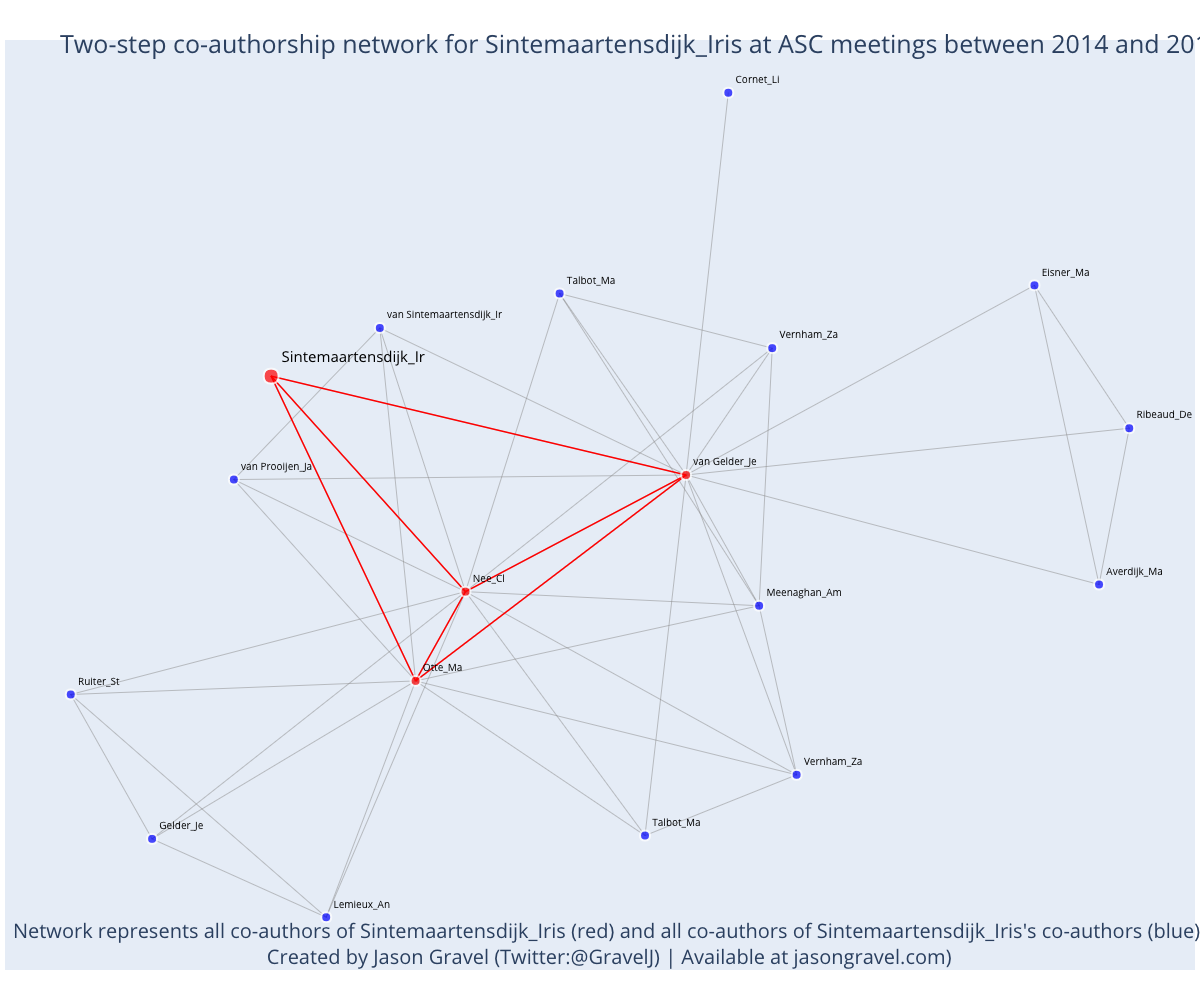 Two-step co-authorship network for Sintemaartensdijk_Iris at ASC meetings between 2014 and 201
Cornet_Li
Eisner_Ma
Talbot_Ma
van Sintemaartensdijk_Ir
Vernham_Za
Sintemaartensdijk_Ir
Ribeaud_De
van Gelder_Je
van Prooijen_Ja
Averdijk_Ma
Nee_Cl
Meenaghan_Am
Otte_Ma
Ruiter_St
Vernham_Za
Talbot_Ma
Gelder_Je
Lemieux_An
Network represents all co-authors of Sintemaartensdijk_Iris (red) and all co-authors of Sintemaartensdijk_Iris's co-authors (blue)
Created by Jason Gravel (Twitter:@GravelJ) | Available at jasongravel.com)